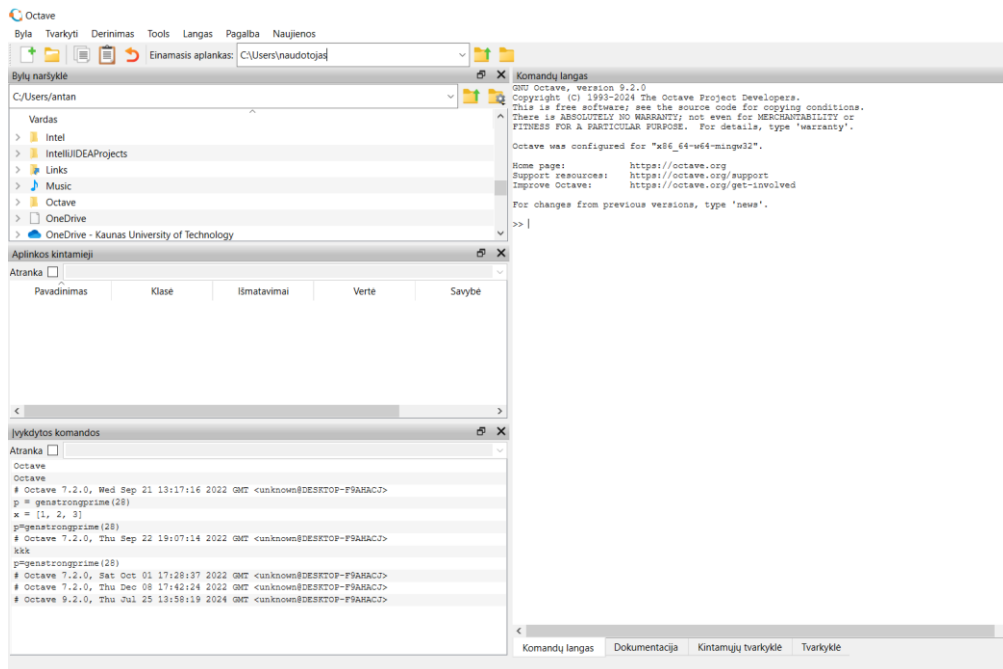 Octave
Byla Tvarkyti Derinimas Tools Langas Pagalba Naujienos
Einamasis aplankas: C:\Users\naudotojas
Bylų naršyklė
C:/Users/antan
Vardas
Intel
IntelliJIDEAProjects
Links
Music
Octave
OneDrive
OneDrive - Kaunas University of Technology
Aplinkos kintamieji
Atranka
Pavadinimas Klasė Išmatavimai Vertė Savybė
Įvykdytos komandos
Atranka
Octave
Octave
# Octave 7.2.0, Wed Sep 21 13:17:16 2022 GMT <unknown@DESKTOP-F9AHACJ>
p = genstrongprime(28)
x = [1, 2, 3]
p=genstrongprime(28)
# Octave 7.2.0, Thu Sep 22 19:07:14 2022 GMT <unknown@DESKTOP-F9AHACJ>
kkk
p=genstrongprime(28)
# Octave 7.2.0, Sat Oct 01 17:28:37 2022 GMT <unknown@DESKTOP-F9AHACJ>
# Octave 7.2.0, Thu Dec 08 17:42:24 2022 GMT <unknown@DESKTOP-F9AHACJ>
# Octave 9.2.0, Thu Jul 25 13:58:19 2024 GMT <unknown@DESKTOP-F9AHACJ>
Komandų langas
GNU Octave, version 9.2.0
Copyright (C) 1993-2024 The Octave Project Developers.
This is free software; see the source code for copying conditions.
There is ABSOLUTELY NO WARRANTY; not even for MERCHANTABILITY or
FITNESS FOR A PARTICULAR PURPOSE. For details, type 'warranty'.
Octave was configured for "x86_64-w64-mingw32".
Home page: https://octave.org
Support resources: https://octave.org/support
Improve Octave: https://octave.org/get-involved
For changes from previous versions, type 'news'.
>>
Komandų langas Dokumentacija Kintamųjų tvarkyklė Tvarkyklė